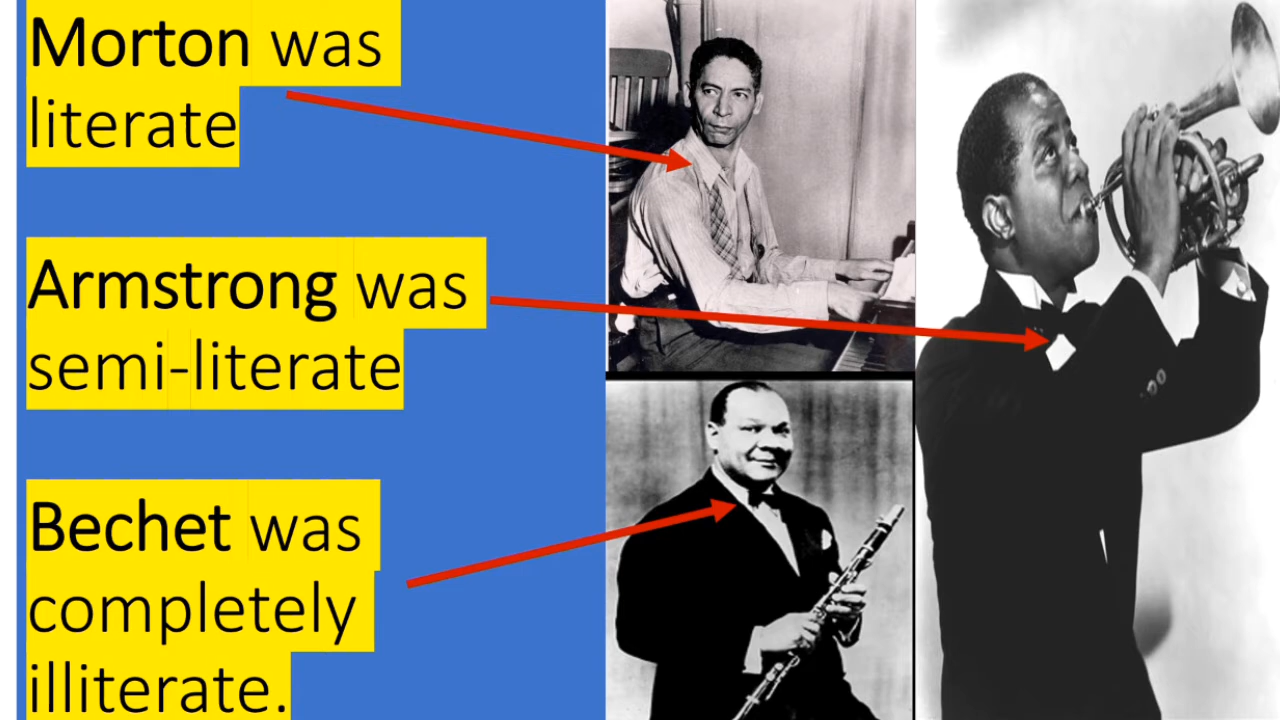 Morton was
literate
Armstrong was
semi-literate
Bechet was
completely
illiterate.